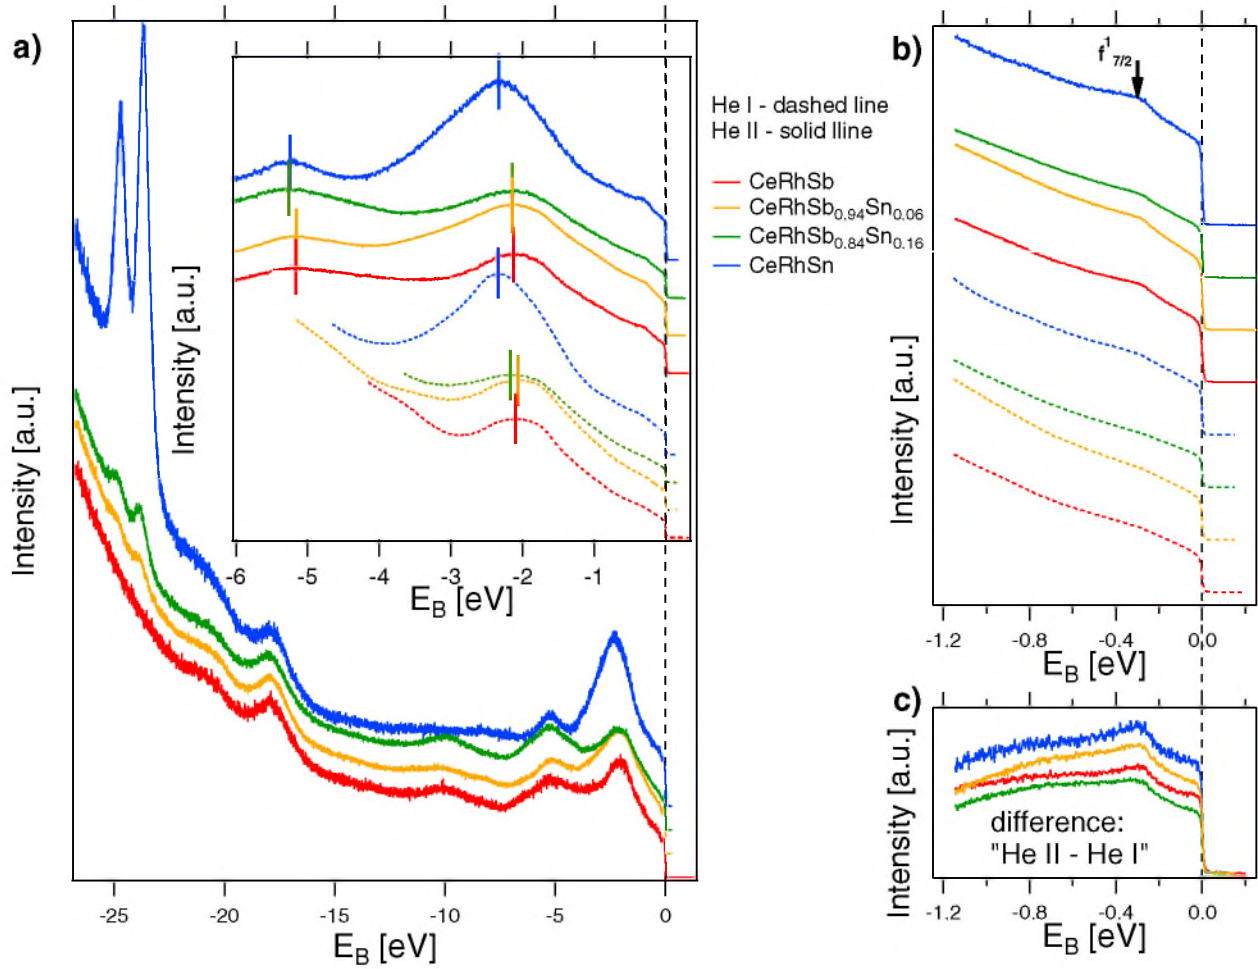 a)
Intensity [a.u.]
-25
-20
-15
-10
-5
0
E_B [eV]
Intensity [a.u.]
-6
-5
-4
-3
-2
-1
E_B [eV]
He I - dashed line
He II - solid lline
CeRhSb
CeRhSb0.94Sn0.06
CeRhSb0.84Sn0.16
CeRhSn
b)
f1 7/2
Intensity [a.u.]
-1.2
-0.8
-0.4
0.0
E_B [eV]
c)
Intensity [a.u.]
difference:
"He II - He I"
-1.2
-0.8
-0.4
0.0
E_B [eV]